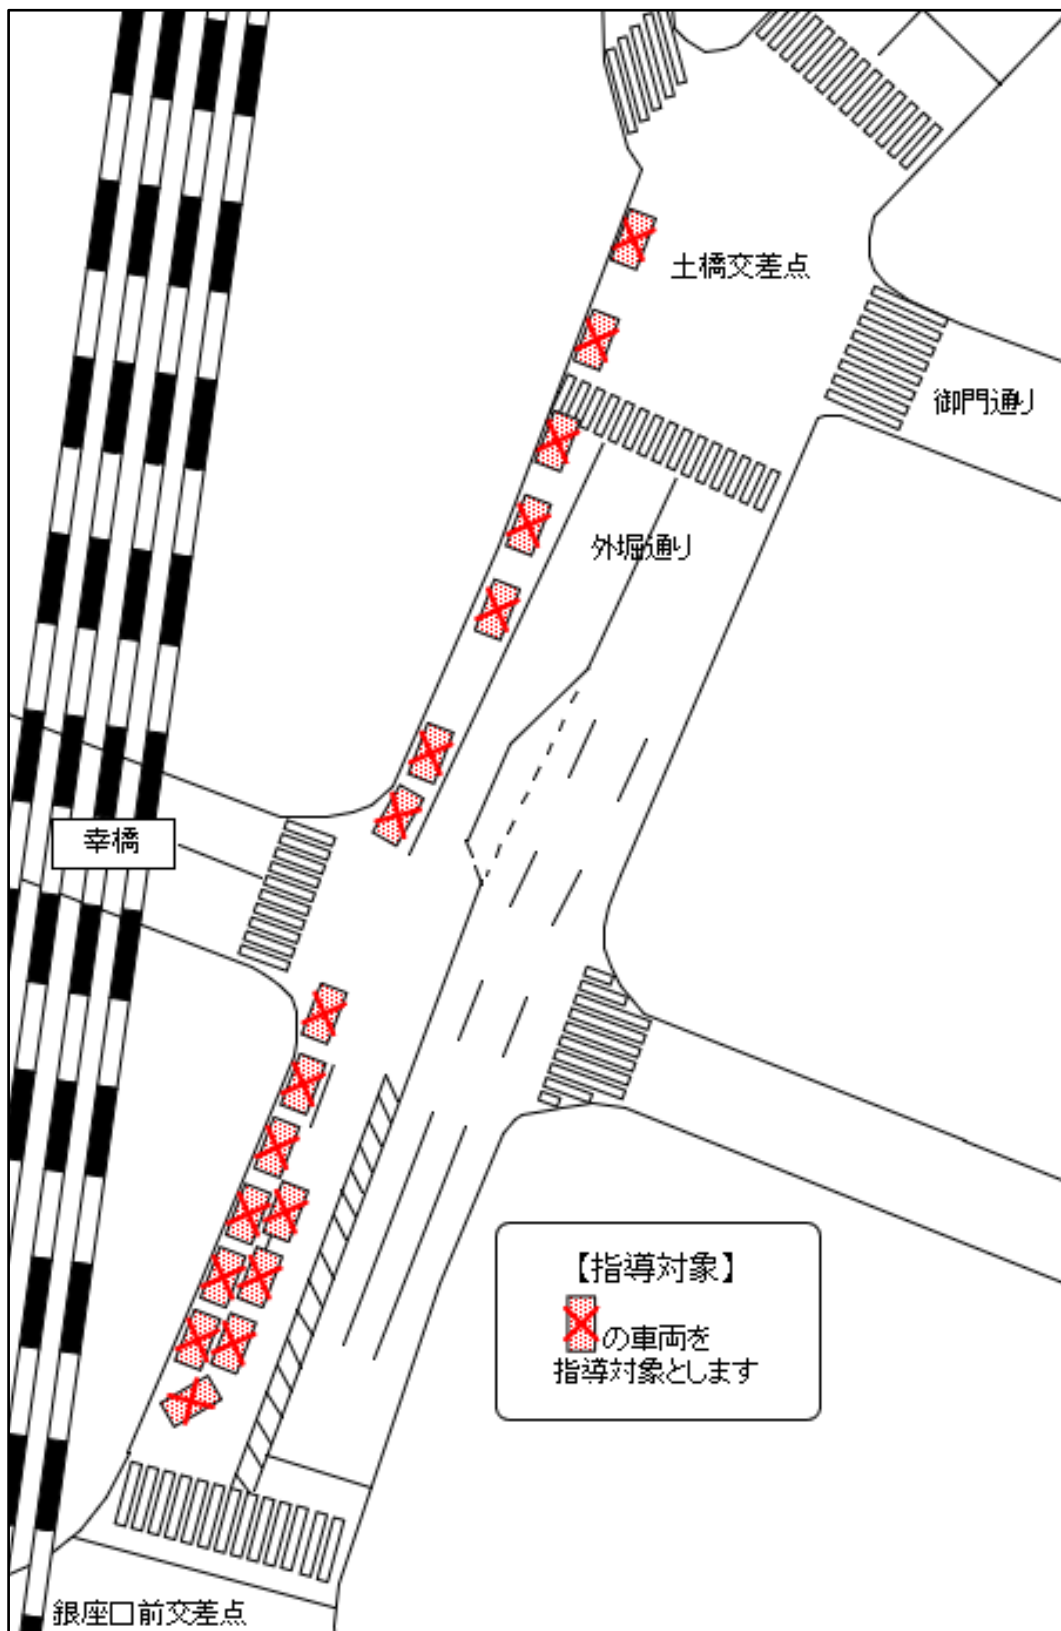 土橋交差点
御門通り
外堀通り
幸橋
【指導対象】
の車両を
指導対象とします
銀座口前交差点